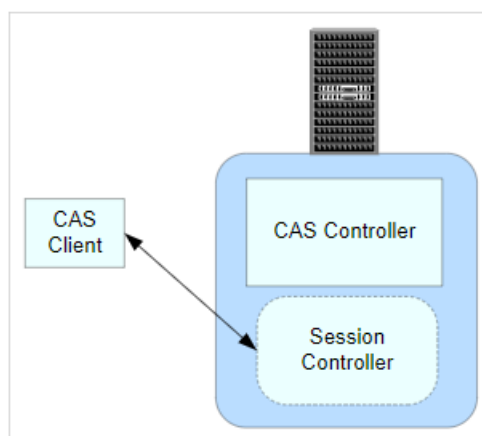 CAS
Client
CAS Controller
Session
Controller